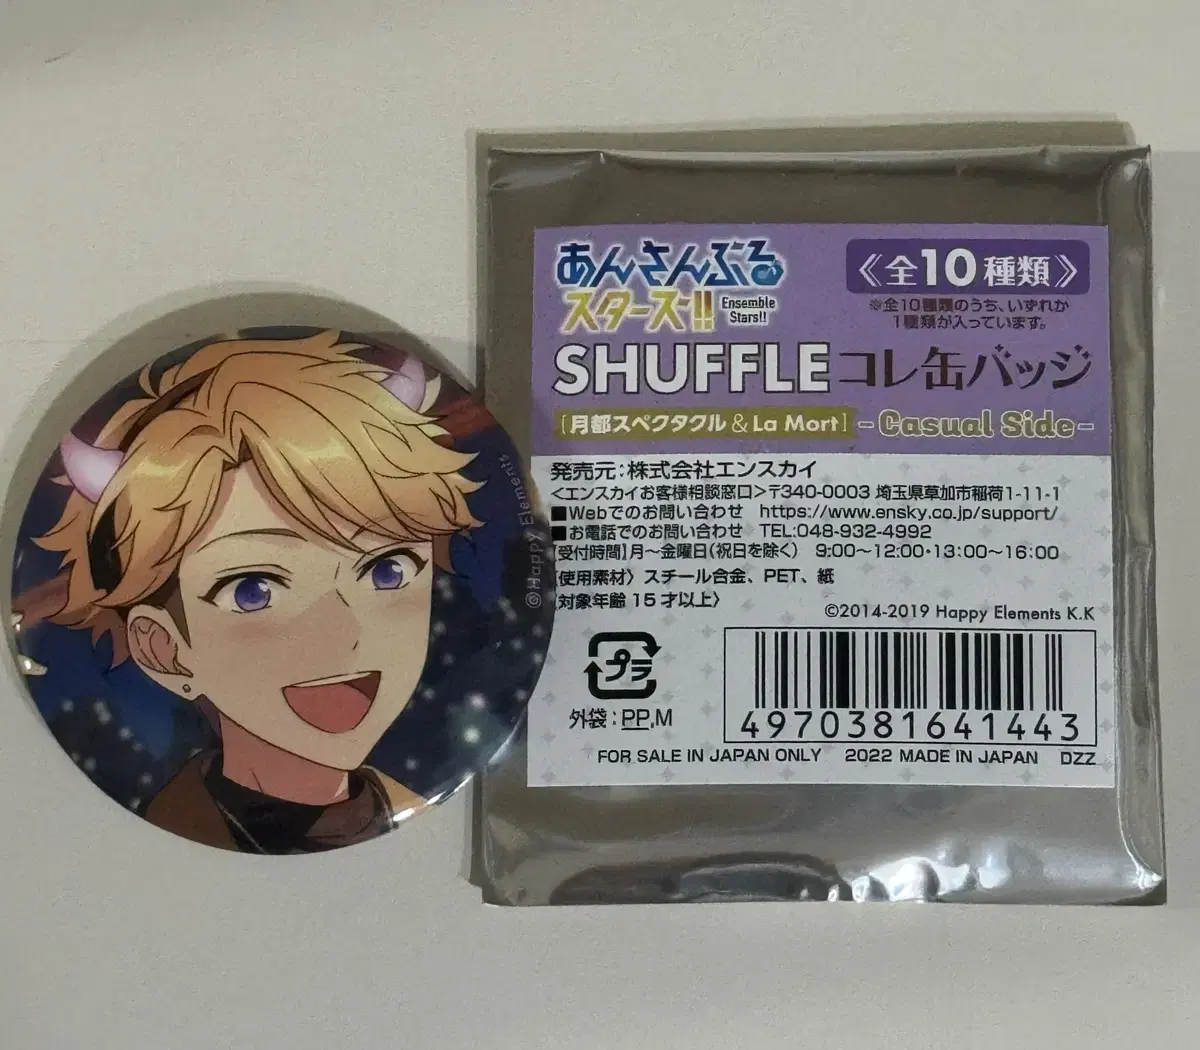 あんさんぶる
スターズ!!
Ensemble
Stars!!
《全10種類》
※全10種類のうち、いずれか
1種類が入っています。
SHUFFLE コレ缶バッジ
[月都スペクタクル & La Mort] -Casual Side-
発売元:株式会社エンスカイ
<エンスカイお客様相談窓口>〒340-0003 埼玉県草加市稲荷1-11-1
■Webでのお問い合わせ https://www.ensky.co.jp/support/
■お電話でのお問い合わせ TEL:048-932-4992
【受付時間】月～金曜日(祝日を除く) 9:00～12:00・13:00～16:00
〈使用素材〉スチール合金、PET、紙
〈対象年齢15才以上〉
©2014-2019 Happy Elements K.K
プラ
外袋:PP,M
4970381641443
FOR SALE IN JAPAN ONLY 2022 MADE IN JAPAN DZZ
©Happy Elements